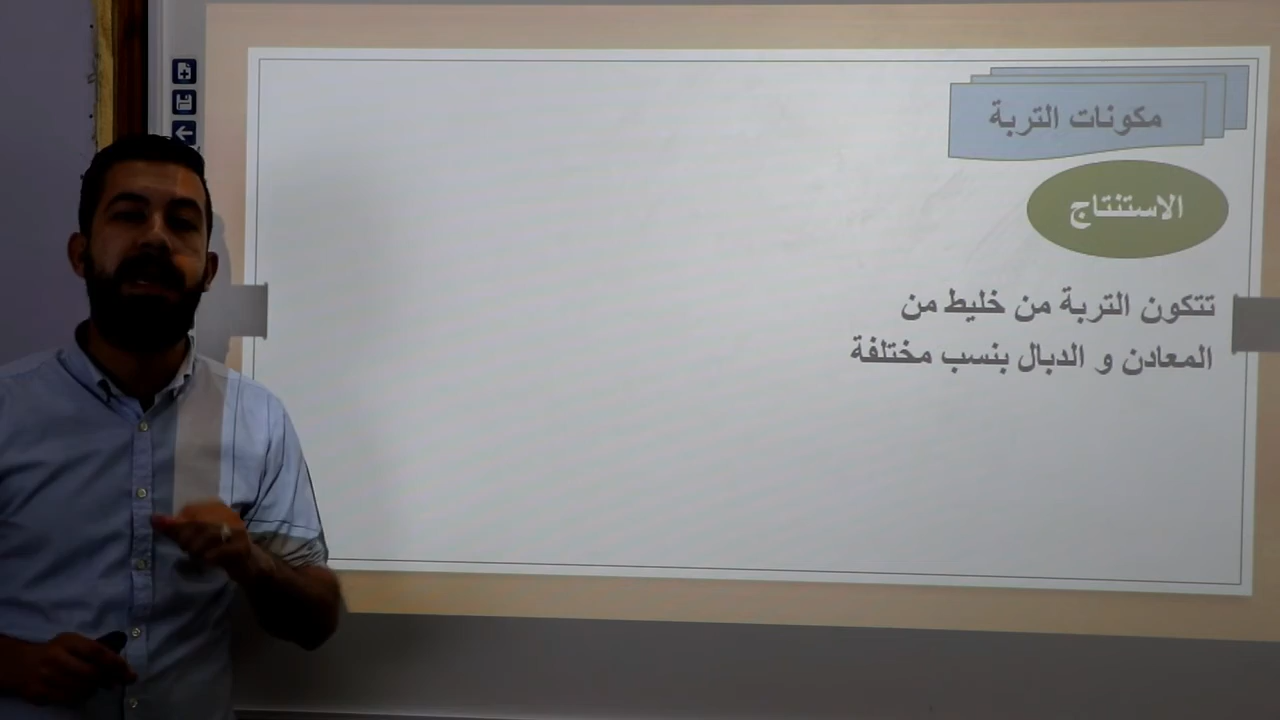 مكونات التربة
الاستنتاج
تتكون التربة من خليط من
المعادن و الدبال بنسب مختلفة